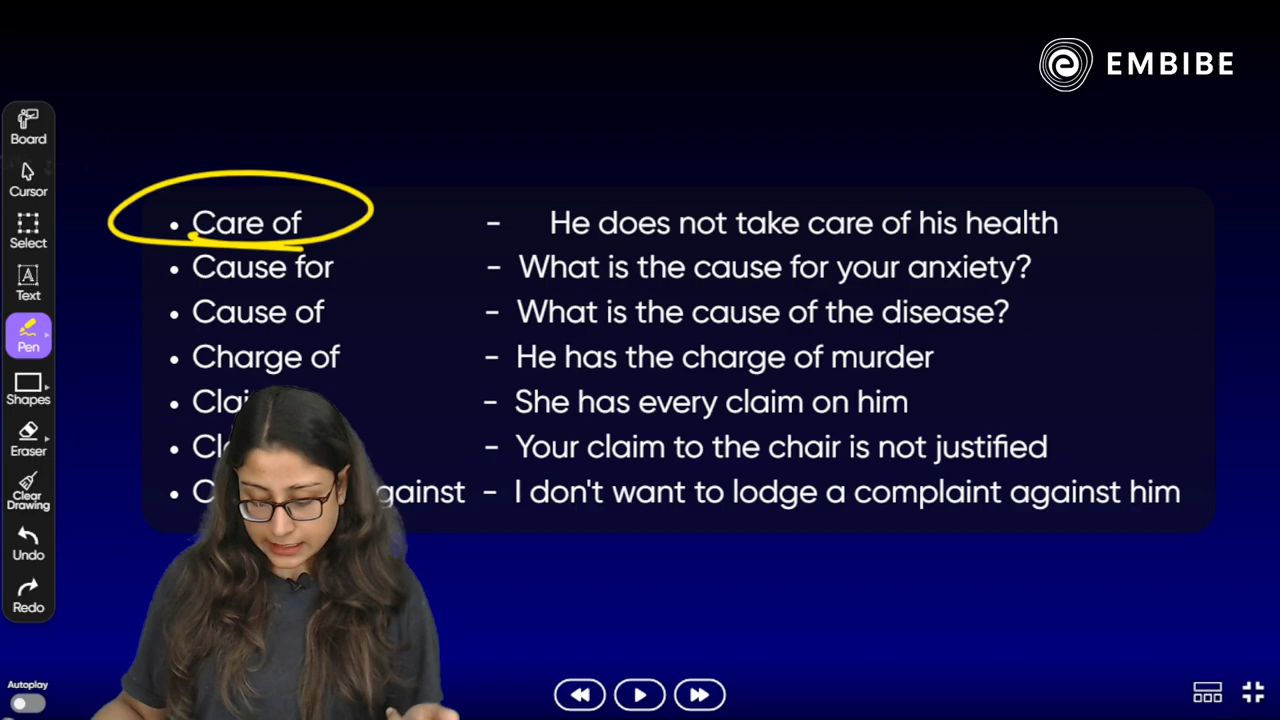 EMBIBE
Board
Cursor
Select
Text
Pen
Shapes
Eraser
Clear
Drawing
Undo
Redo
Autoplay
• Care of - He does not take care of his health
• Cause for - What is the cause for your anxiety?
• Cause of - What is the cause of the disease?
• Charge of - He has the charge of murder
• - She has every claim on him
• - Your claim to the chair is not justified
• - I don't want to lodge a complaint against him